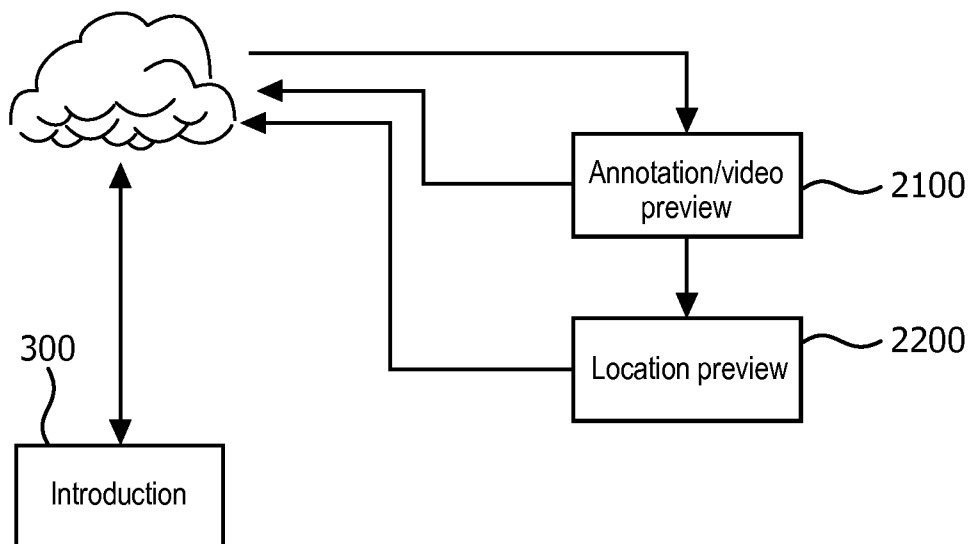 Annotation/video
preview
2100
Location preview
2200
300
Introduction